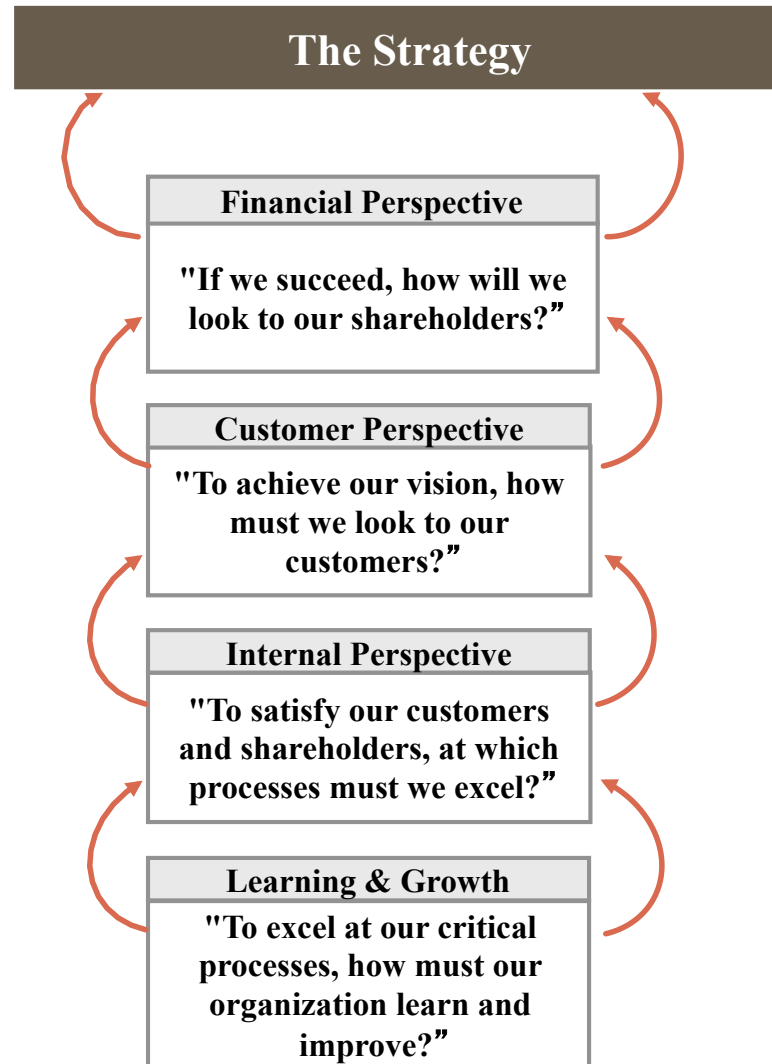 The Strategy
Financial Perspective
"If we succeed, how will we
look to our shareholders?”
Customer Perspective
"To achieve our vision, how
must we look to our
customers?”
Internal Perspective
"To satisfy our customers
and shareholders, at which
processes must we excel?”
Learning & Growth
"To excel at our critical
processes, how must our
organization learn and
improve?”